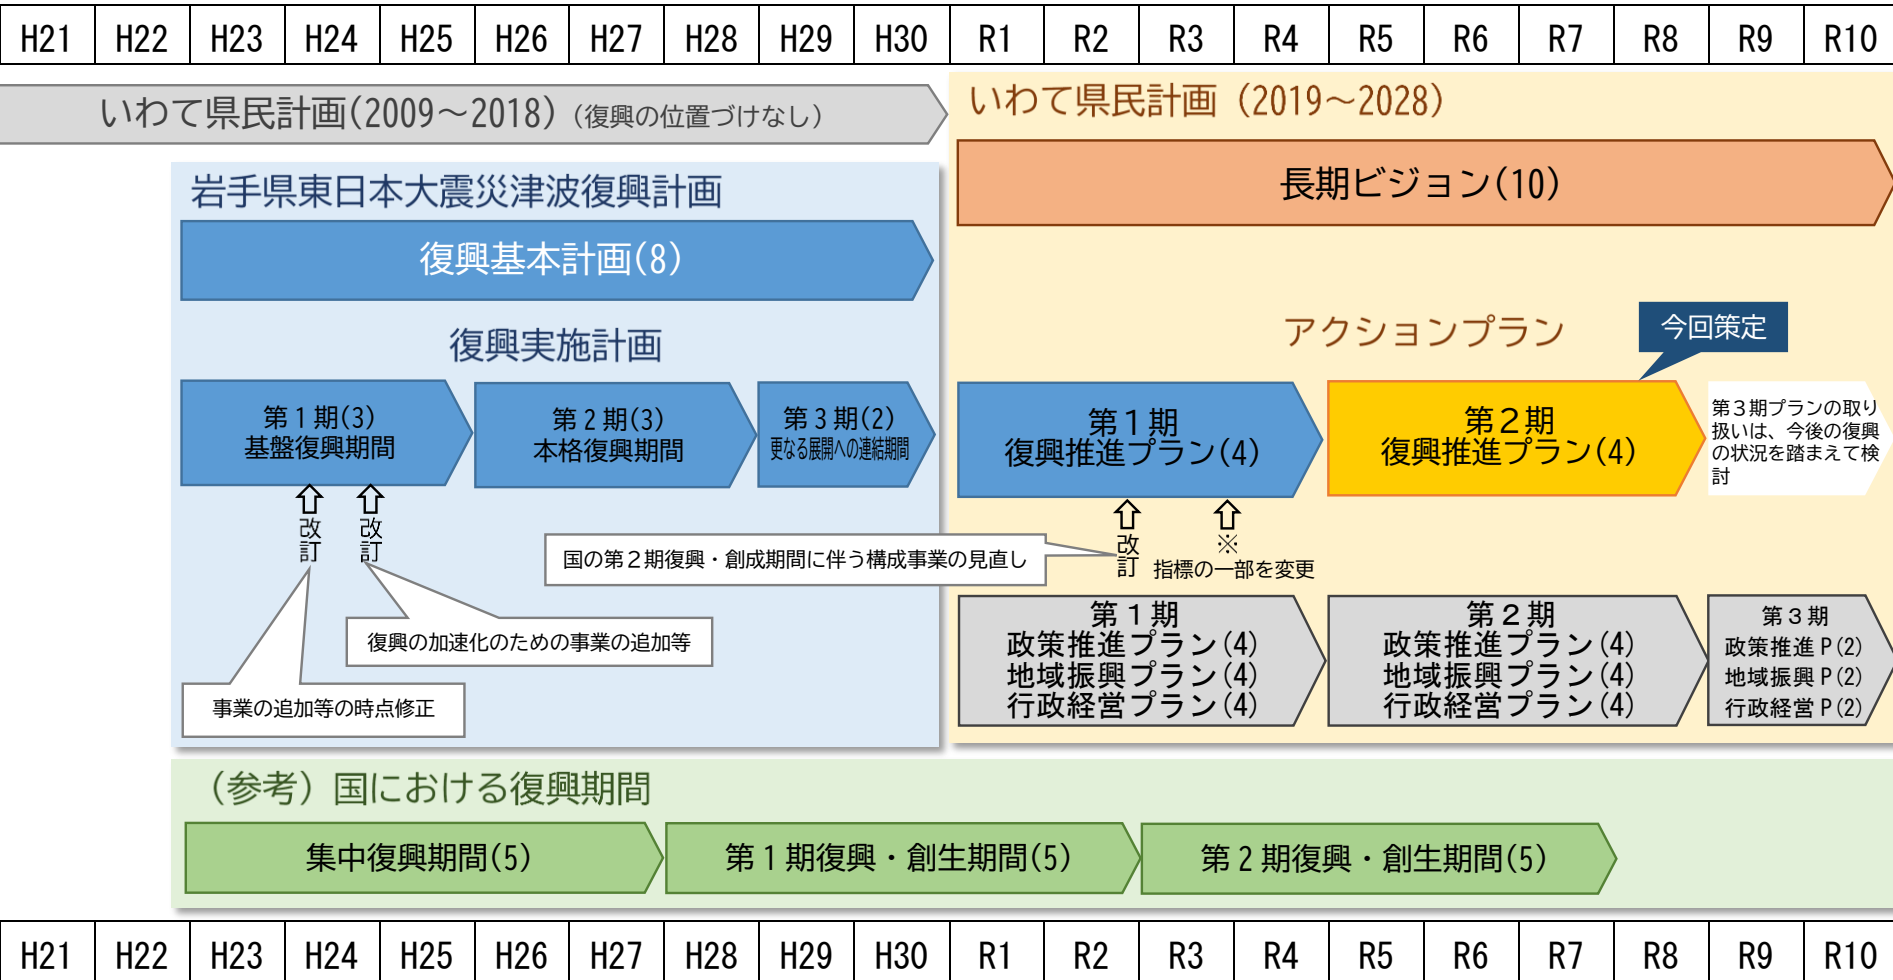 H21 H22 H23 H24 H25 H26 H27 H28 H29 H30 R1 R2 R3 R4 R5 R6 R7 R8 R9 R10
いわて県民計画(2009～2018)(復興の位置づけなし)
いわて県民計画（2019～2028）
長期ビジョン(10)
岩手県東日本大震災津波復興計画
復興基本計画(8)
復興実施計画
第１期(3)
基盤復興期間
第２期(3)
本格復興期間
第３期(2)
更なる展開への連結期間
改訂
改訂
復興の加速化のための事業の追加等
事業の追加等の時点修正
アクションプラン
今回策定
第１期
復興推進プラン(4)
第２期
復興推進プラン(4)
第３期プランの取り
扱いは、今後の復興
の状況を踏まえて検
討
国の第２期復興・創成期間に伴う構成事業の見直し
改訂
※
指標の一部を変更
第１期
政策推進プラン(4)
地域振興プラン(4)
行政経営プラン(4)
第２期
政策推進プラン(4)
地域振興プラン(4)
行政経営プラン(4)
第３期
政策推進Ｐ(2)
地域振興Ｐ(2)
行政経営Ｐ(2)
（参考）国における復興期間
集中復興期間(5)
第１期復興・創生期間(5)
第２期復興・創生期間(5)
H21 H22 H23 H24 H25 H26 H27 H28 H29 H30 R1 R2 R3 R4 R5 R6 R7 R8 R9 R10